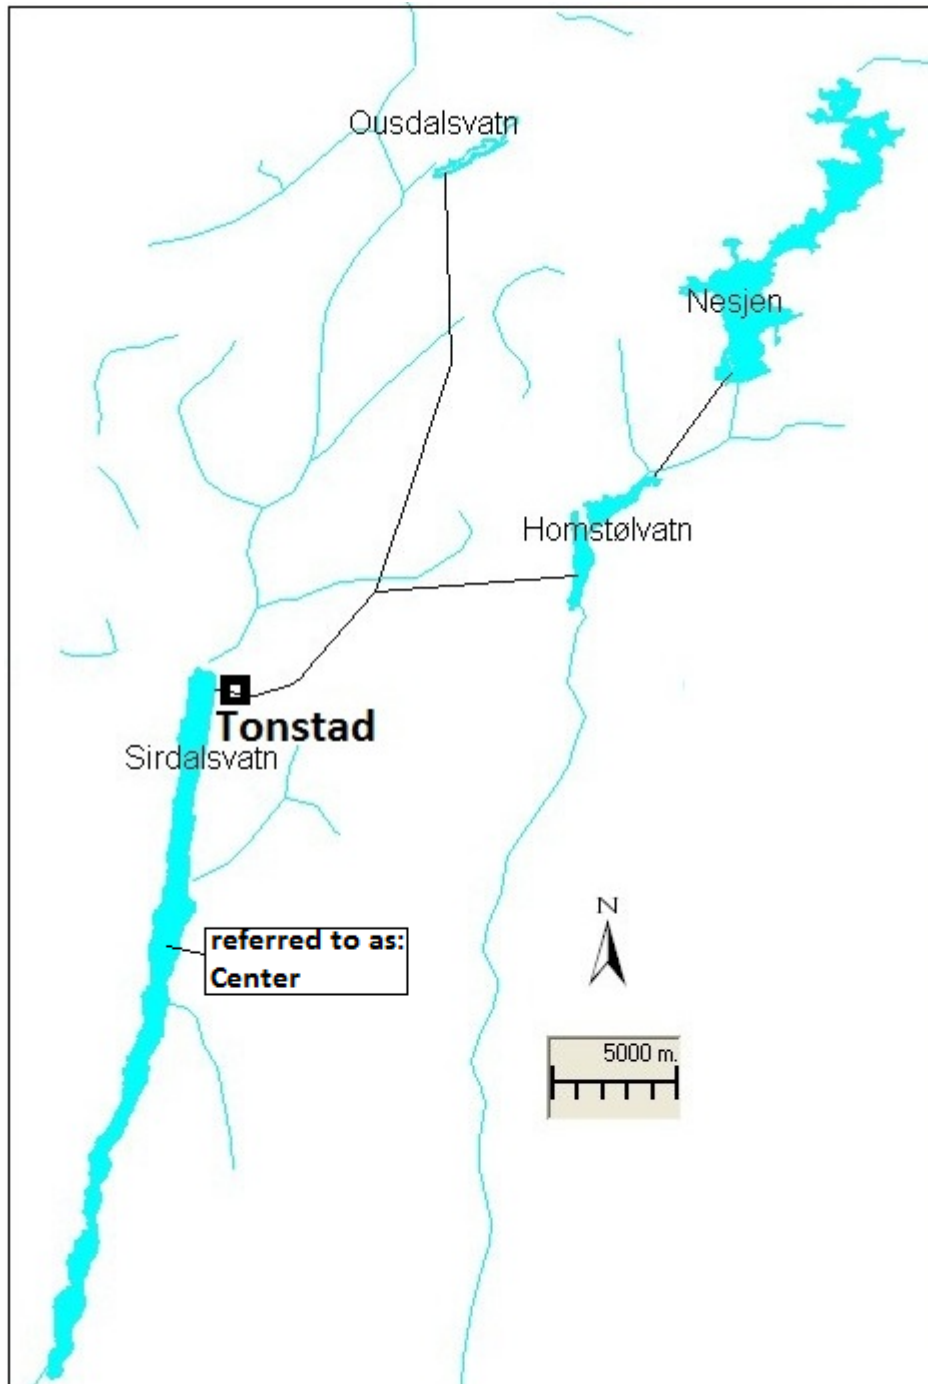 Ousdalsvatn
Nesjen
Homstølvatn
Tonstad
Sirdalsvatn
referred to as:
Center
N
5000 m.